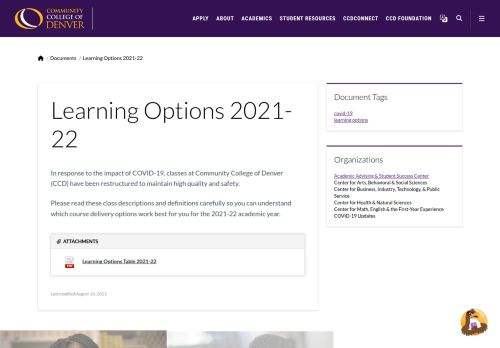 COMMUNITY
COLLEGE OF
DENVER
APPLY ABOUT ACADEMICS STUDENT RESOURCES CCDCONNECT CCD FOUNDATION
/ Documents / Learning Options 2021-22
Learning Options 2021-
22
In response to the impact of COVID-19, classes at Community College of Denver
(CCD) have been restructured to maintain high quality and safety.
Please read these class descriptions and definitions carefully so you can understand
which course delivery options work best for you for the 2021-22 academic year.
ATTACHMENTS
Learning Options Table 2021-22
Last modified August 10, 2021
Document Tags
covid-19
learning options
Organizations
Academic Advising & Student Success Center
Center for Arts, Behavioral & Social Sciences
Center for Business, Industry, Technology, & Public
Service
Center for Health & Natural Sciences
Center for Math, English & the First-Year Experience
COVID-19 Updates